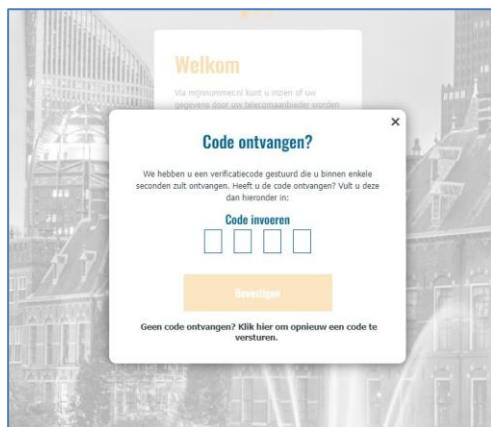 Welkom
Via mijnnummer.nl kunt u inzien of uw
gegevens door uw telecomaanbieder worden
Code ontvangen?
We hebben u een verificatiecode gestuurd die u binnen enkele
seconden zult ontvangen. Heeft u de code ontvangen? Vult u deze
dan hieronder in:
Code invoeren
Bevestigen
Geen code ontvangen? Klik hier om opnieuw een code te
versturen.